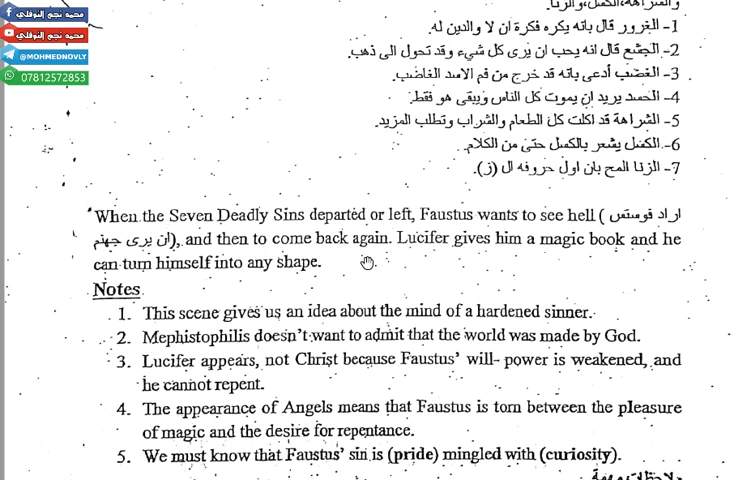 والشراهة، الكسل، والزنا.
محمد نجم النوفلي
محمد نجم النوفلي
@MOHMEDNOVLY
07812572853
1- الغرور قال بانه يكره فكرة ان لا والدين له.
2- الجشع قال انه يحب ان يرى كل شيء وقد تحول الى ذهب.
3- الغضب أدعى بانه قد خرج من فم الاسد الغاضب.
4- الحسد يريد ان يموت كل الناس ويبقى هو فقط.
5- الشراهة قد اكلت كل الطعام والشراب وتطلب المزيد.
6- الكسل يشعر بالكسل حتى من الكلام.
7- الزنا المح بان اول حروفه ال (ز).
When the Seven Deadly Sins departed or left, Faustus wants to see hell ( اراد فوستس
ان يرى جهنم), and then to come back again. Lucifer gives him a magic book and he
can turn himself into any shape.
Notes
1. This scene gives us an idea about the mind of a hardened sinner.
2. Mephistophilis doesn't want to admit that the world was made by God.
3. Lucifer appears, not Christ because Faustus' will- power is weakened, and
he cannot repent.
4. The appearance of Angels means that Faustus is torn between the pleasure
of magic and the desire for repentance.
5. We must know that Faustus' sin is (pride) mingled with (curiosity).
ملاحظات مهمة